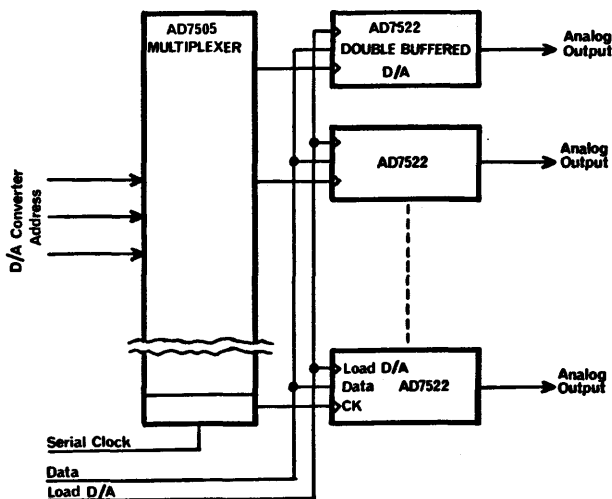 AD7505
MULTIPLEXER
AD7522
DOUBLE BUFFERED
D/A
Analog
Output
AD7522
Analog
Output
D/A Converter
Address
Load D/A
Data AD7522
CK
Analog
Output
Serial Clock
Data
Load D/A